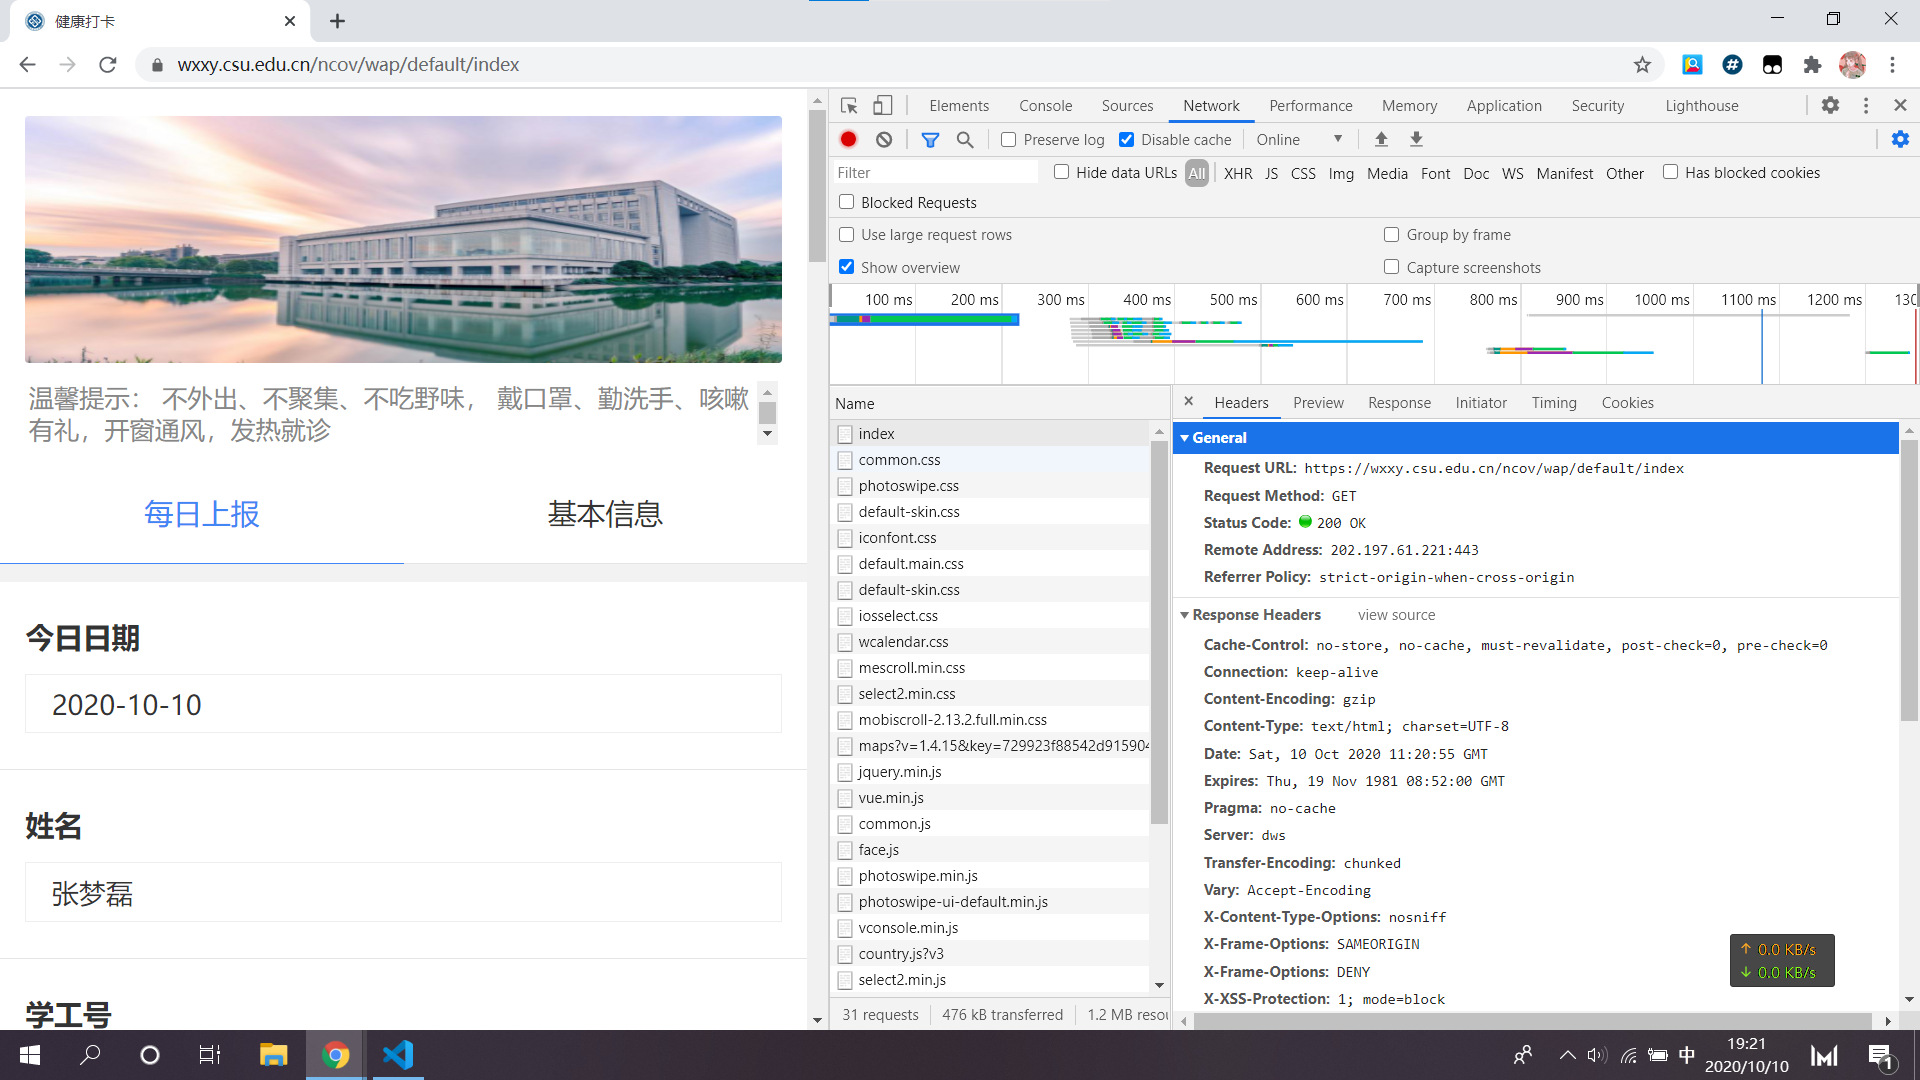 健康打卡
wxxy.csu.edu.cn/ncov/wap/default/index
温馨提示： 不外出、不聚集、不吃野味， 戴口罩、勤洗手、咳嗽
有礼，开窗通风，发热就诊
每日上报 基本信息
今日日期
2020-10-10
姓名
张梦磊
学工号
Elements Console Sources Network Performance Memory Application Security Lighthouse
Preserve log Disable cache Online
Filter Hide data URLs All XHR JS CSS Img Media Font Doc WS Manifest Other Has blocked cookies
Blocked Requests
Use large request rows Group by frame
Show overview Capture screenshots
100 ms 200 ms 300 ms 400 ms 500 ms 600 ms 700 ms 800 ms 900 ms 1000 ms 1100 ms 1200 ms 130
Name
index
common.css
photoswipe.css
default-skin.css
iconfont.css
default.main.css
default-skin.css
iosselect.css
wcalendar.css
mescroll.min.css
select2.min.css
mobiscroll-2.13.2.full.min.css
maps?v=1.4.15&key=729923f88542d91590
jquery.min.js
vue.min.js
common.js
face.js
photoswipe.min.js
photoswipe-ui-default.min.js
vconsole.min.js
country.js?v3
select2.min.js
31 requests 476 kB transferred 1.2 MB resou
Headers Preview Response Initiator Timing Cookies
General
Request URL: https://wxxy.csu.edu.cn/ncov/wap/default/index
Request Method: GET
Status Code: 200 OK
Remote Address: 202.197.61.221:443
Referrer Policy: strict-origin-when-cross-origin
Response Headers view source
Cache-Control: no-store, no-cache, must-revalidate, post-check=0, pre-check=0
Connection: keep-alive
Content-Encoding: gzip
Content-Type: text/html; charset=UTF-8
Date: Sat, 10 Oct 2020 11:20:55 GMT
Expires: Thu, 19 Nov 1981 08:52:00 GMT
Pragma: no-cache
Server: dws
Transfer-Encoding: chunked
Vary: Accept-Encoding
X-Content-Type-Options: nosniff
X-Frame-Options: SAMEORIGIN
X-Frame-Options: DENY
X-XSS-Protection: 1; mode=block
↑ 0.0 KB/s
↓ 0.0 KB/s
中
19:21
2020/10/10
1